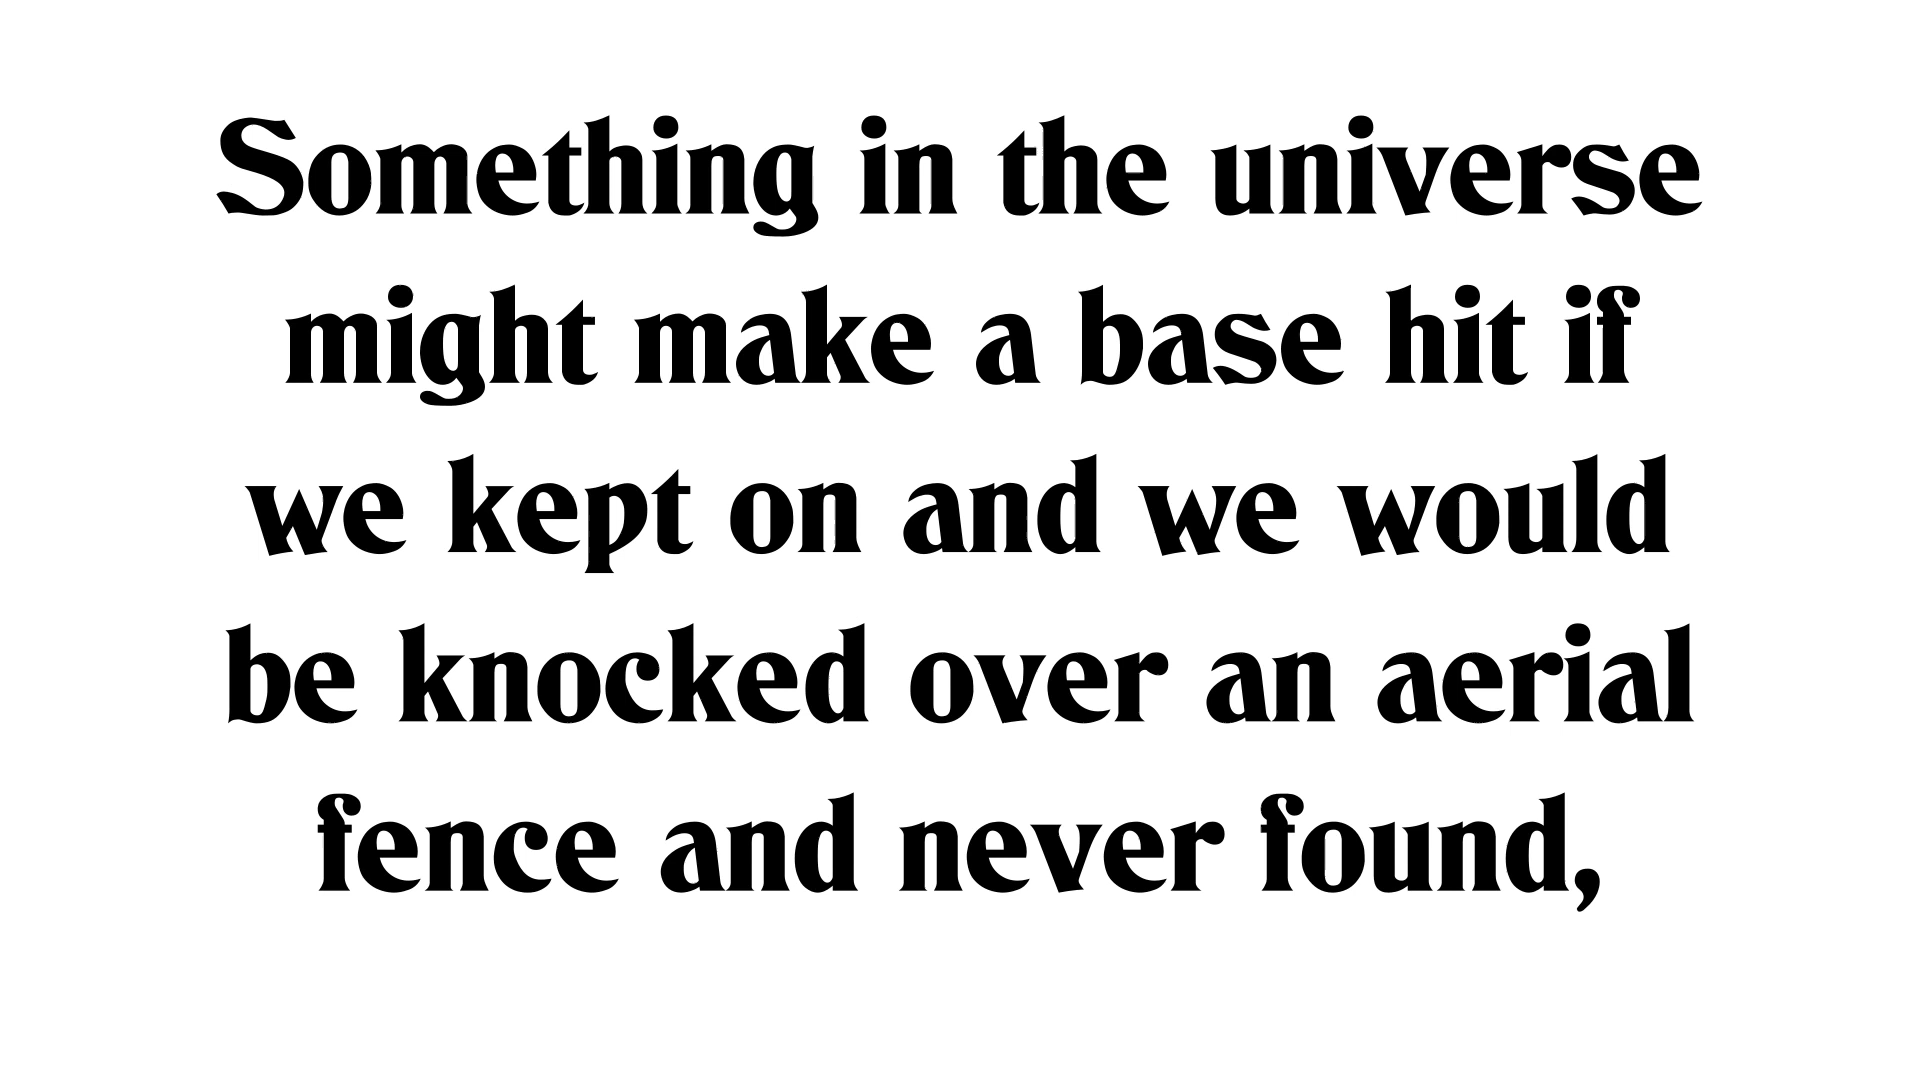 Something in the universe
might make a base hit if
we kept on and we would
be knocked over an aerial
fence and never found,